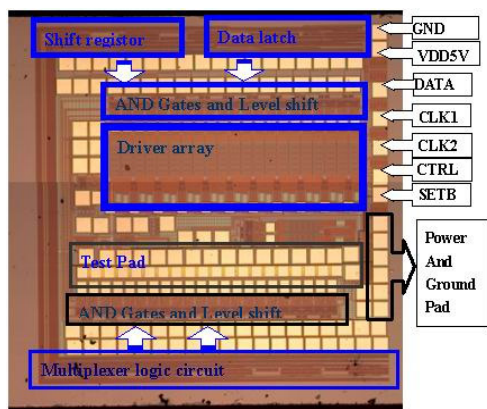 Shift registor
Data latch
GND
VDD5V
DATA
AND Gates and Level shift
CLK1
Driver array
CLK2
CTRL
SETB
Power
And
Ground
Pad
Test Pad
AND Gates and Level shift
Multiplexer logic circuit